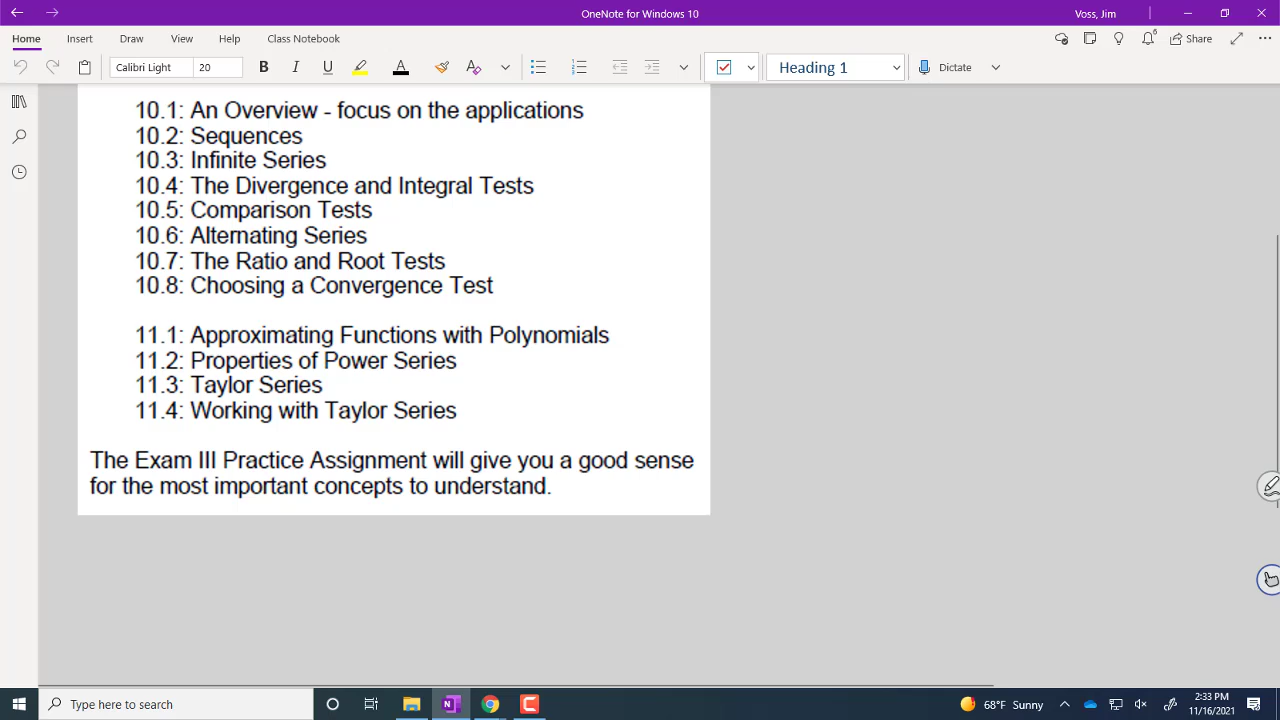 OneNote for Windows 10
Voss, Jim
Home Insert Draw View Help Class Notebook
Share
Calibri Light 20 B I U A A Heading 1 Dictate
10.1: An Overview - focus on the applications
10.2: Sequences
10.3: Infinite Series
10.4: The Divergence and Integral Tests
10.5: Comparison Tests
10.6: Alternating Series
10.7: The Ratio and Root Tests
10.8: Choosing a Convergence Test
11.1: Approximating Functions with Polynomials
11.2: Properties of Power Series
11.3: Taylor Series
11.4: Working with Taylor Series
The Exam III Practice Assignment will give you a good sense
for the most important concepts to understand.
Type here to search
68°F Sunny
2:33 PM
11/16/2021